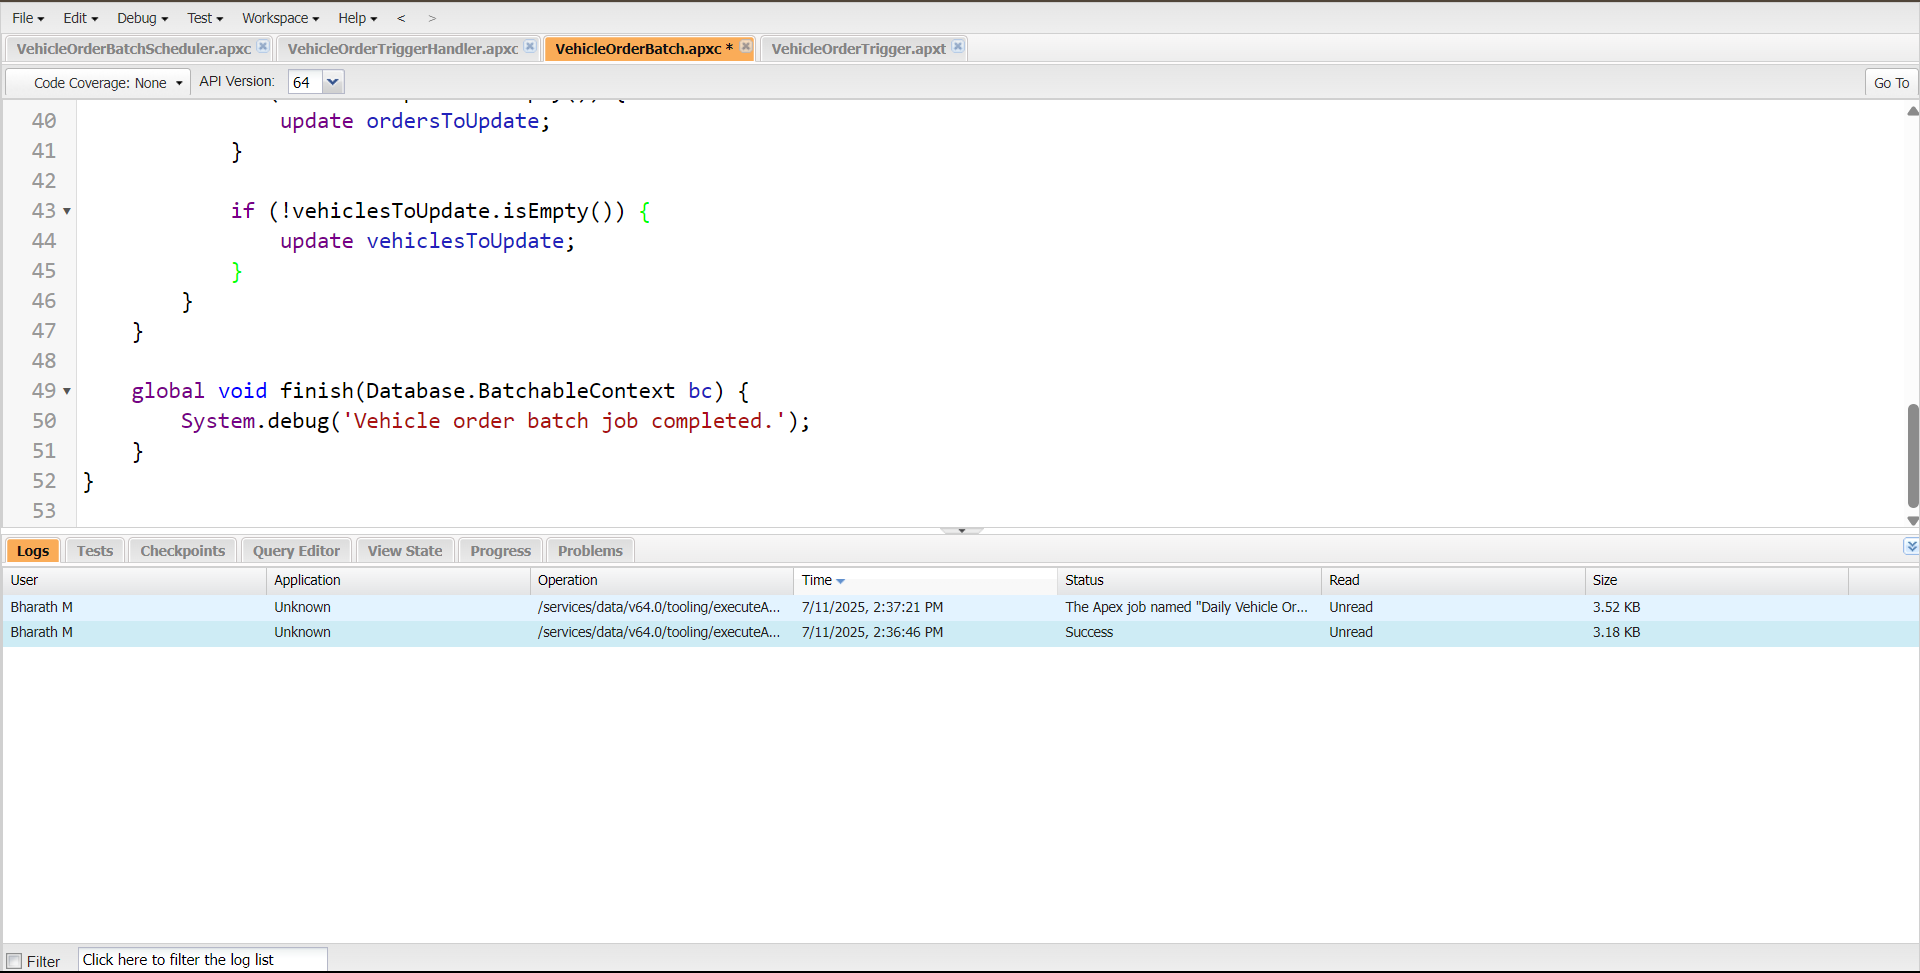 File Edit Debug Test Workspace Help < >
VehicleOrderBatchScheduler.apxc VehicleOrderTriggerHandler.apxc VehicleOrderBatch.apxc * VehicleOrderTrigger.apxt
Code Coverage: None API Version: 64 Go To
40 update ordersToUpdate;
41 }
42
43 if (!vehiclesToUpdate.isEmpty()) {
44 update vehiclesToUpdate;
45 }
46 }
47 }
48
49 global void finish(Database.BatchableContext bc) {
50 System.debug('Vehicle order batch job completed.');
51 }
52 }
53
Logs Tests Checkpoints Query Editor View State Progress Problems
User Application Operation Time Status Read Size
Bharath M Unknown /services/data/v64.0/tooling/executeA... 7/11/2025, 2:37:21 PM The Apex job named "Daily Vehicle Or... Unread 3.52 KB
Bharath M Unknown /services/data/v64.0/tooling/executeA... 7/11/2025, 2:36:46 PM Success Unread 3.18 KB
Filter Click here to filter the log list